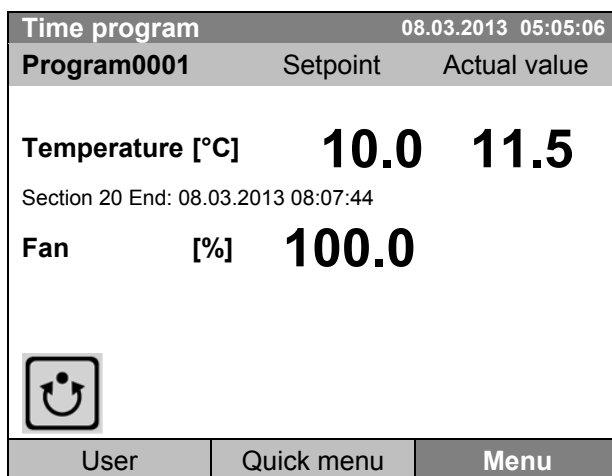 Time program 08.03.2013 05:05:06
Program0001 Setpoint Actual value
Temperature [°C] 10.0 11.5
Section 20 End: 08.03.2013 08:07:44
Fan [%] 100.0
User Quick menu Menu